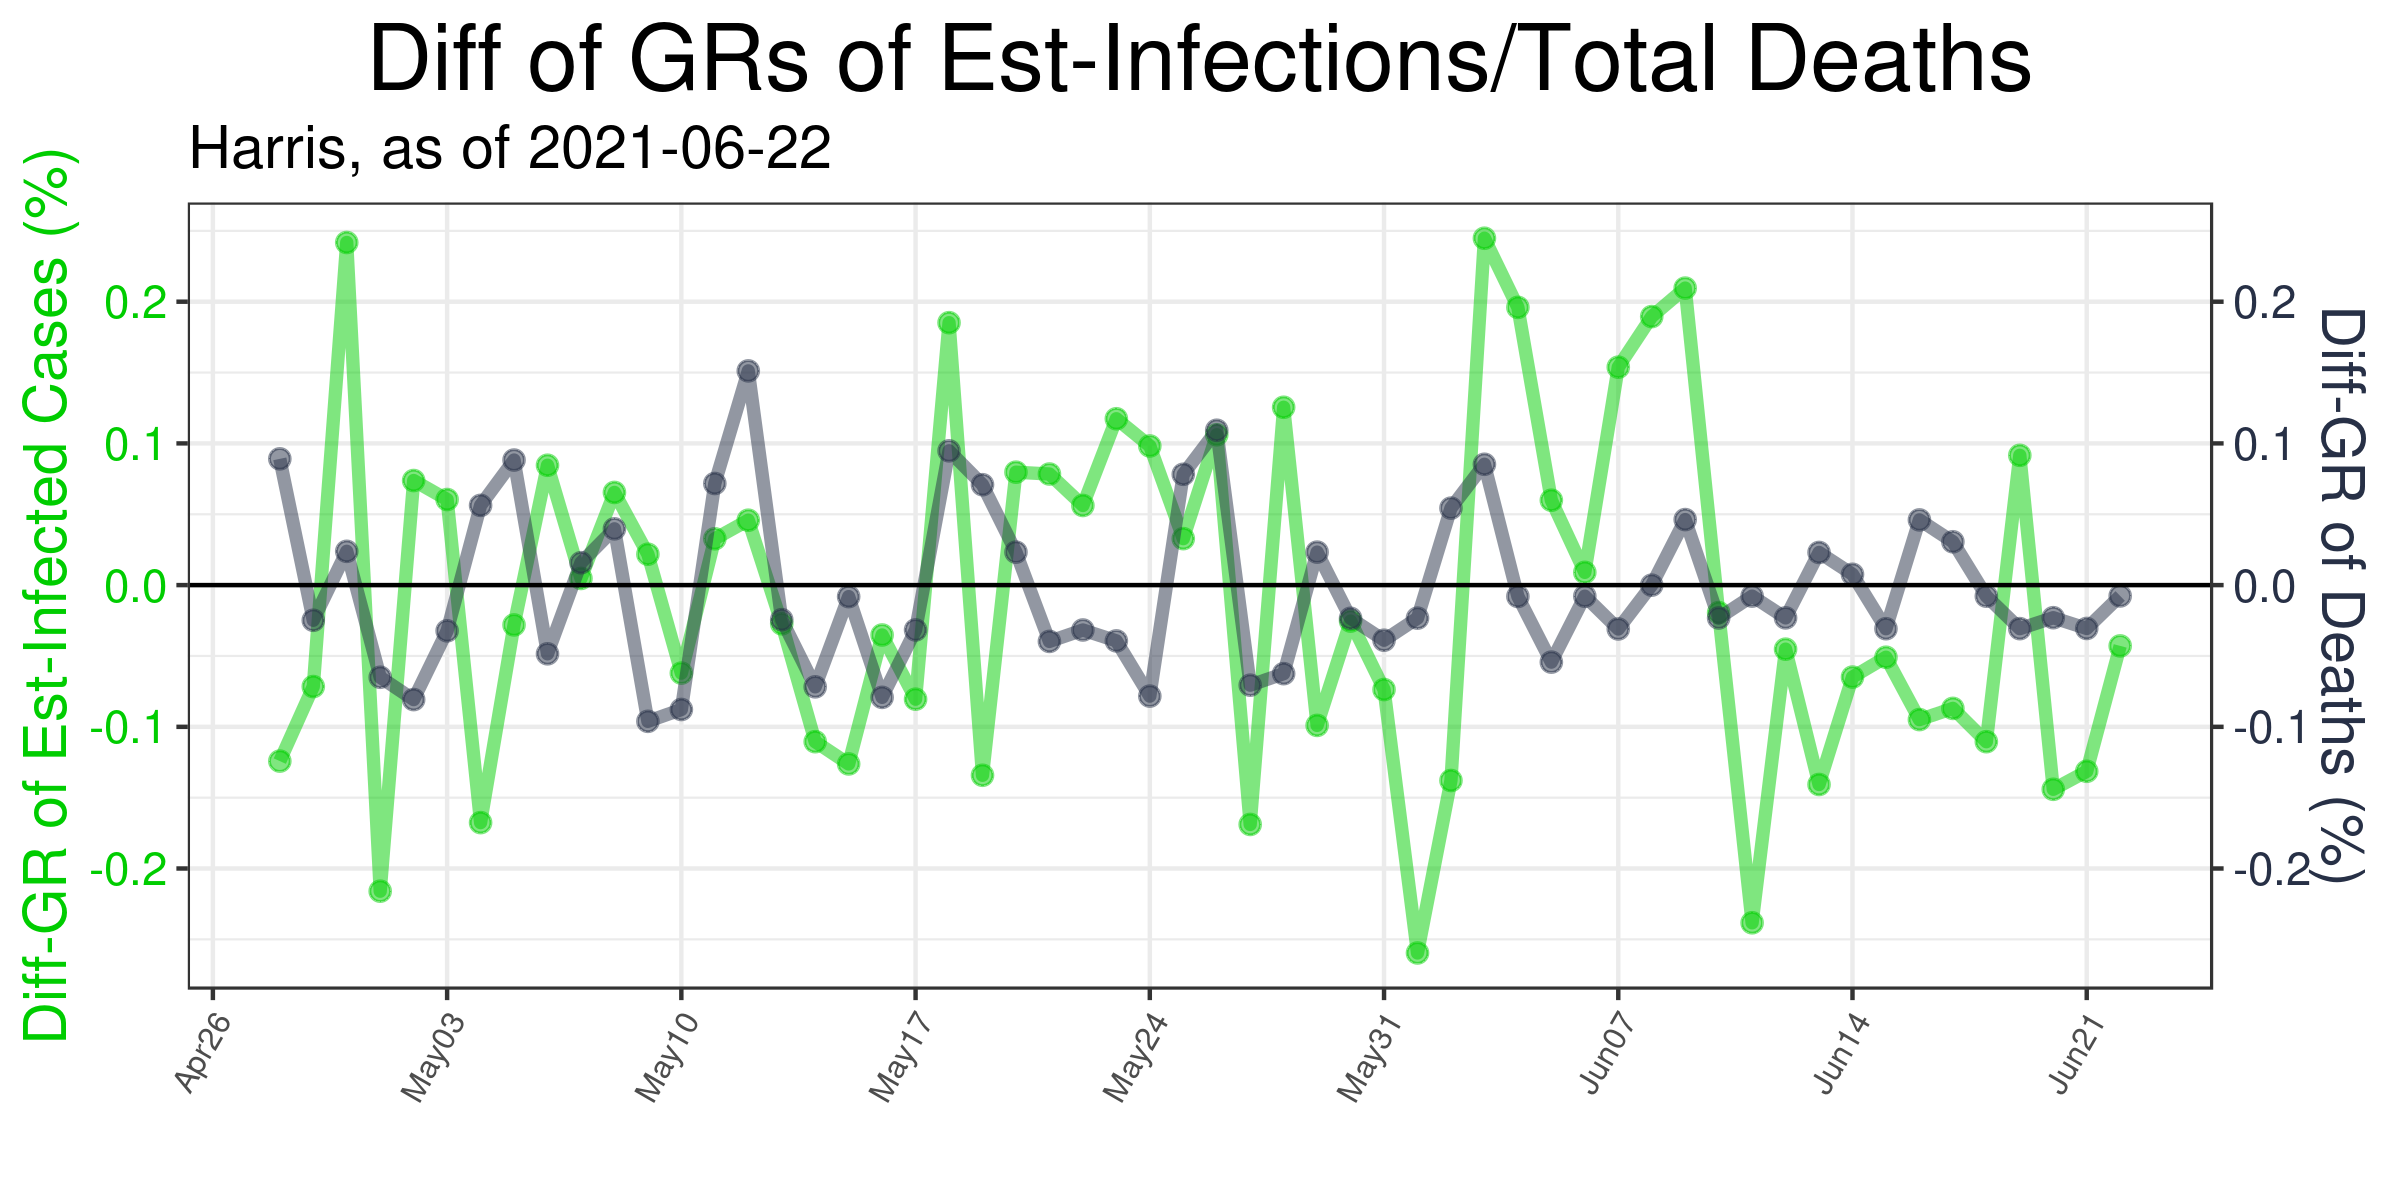 Diff of GRs of Est-Infections/Total Deaths
Harris, as of 2021-06-22
Diff-GR of Est-Infected Cases (%)
0.2
0.1
0.0
-0.1
-0.2
0.2
0.1
0.0
-0.1
-0.2
Diff-GR of Deaths (%)
Apr26
May03
May10
May17
May24
May31
Jun07
Jun14
Jun21